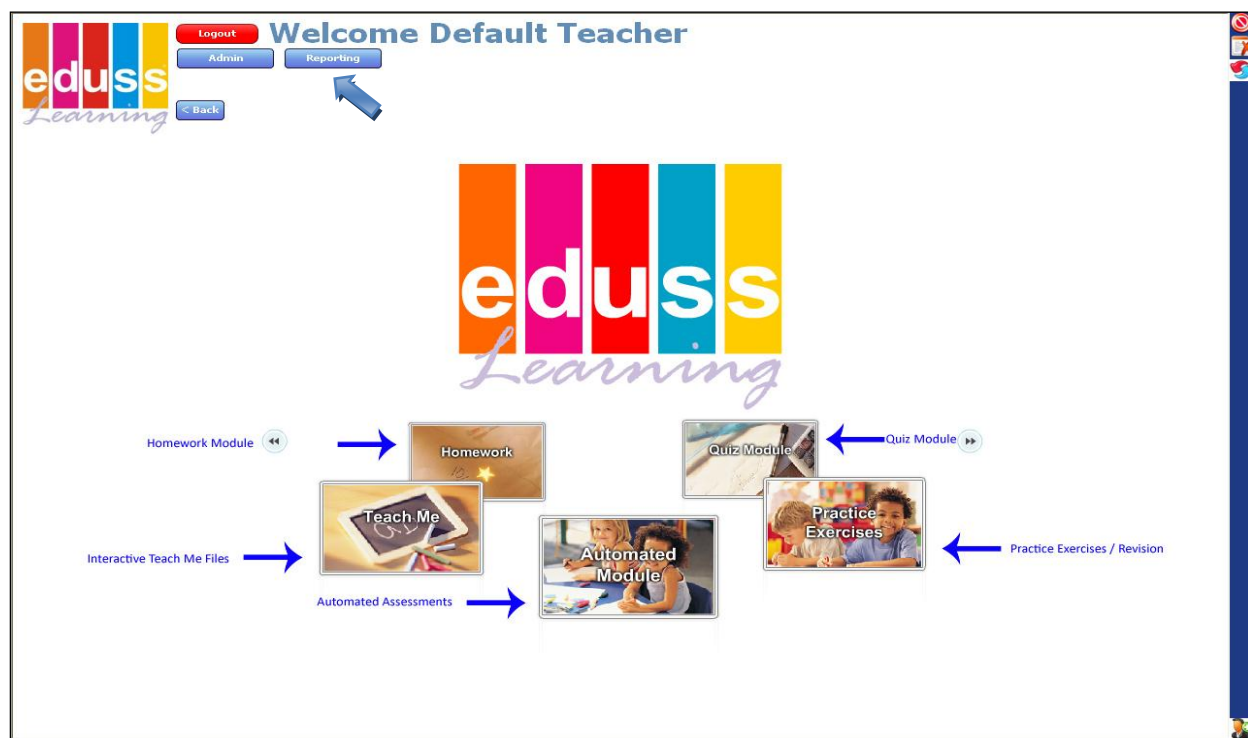 eduss
Learning
Logout
Welcome Default Teacher
Admin
Reporting
< Back
eduss
Learning
Homework Module
Homework
Quiz Module
Quiz Module
Teach Me
Practice
Exercises
Interactive Teach Me Files
Automated
Module
Practice Exercises / Revision
Automated Assessments